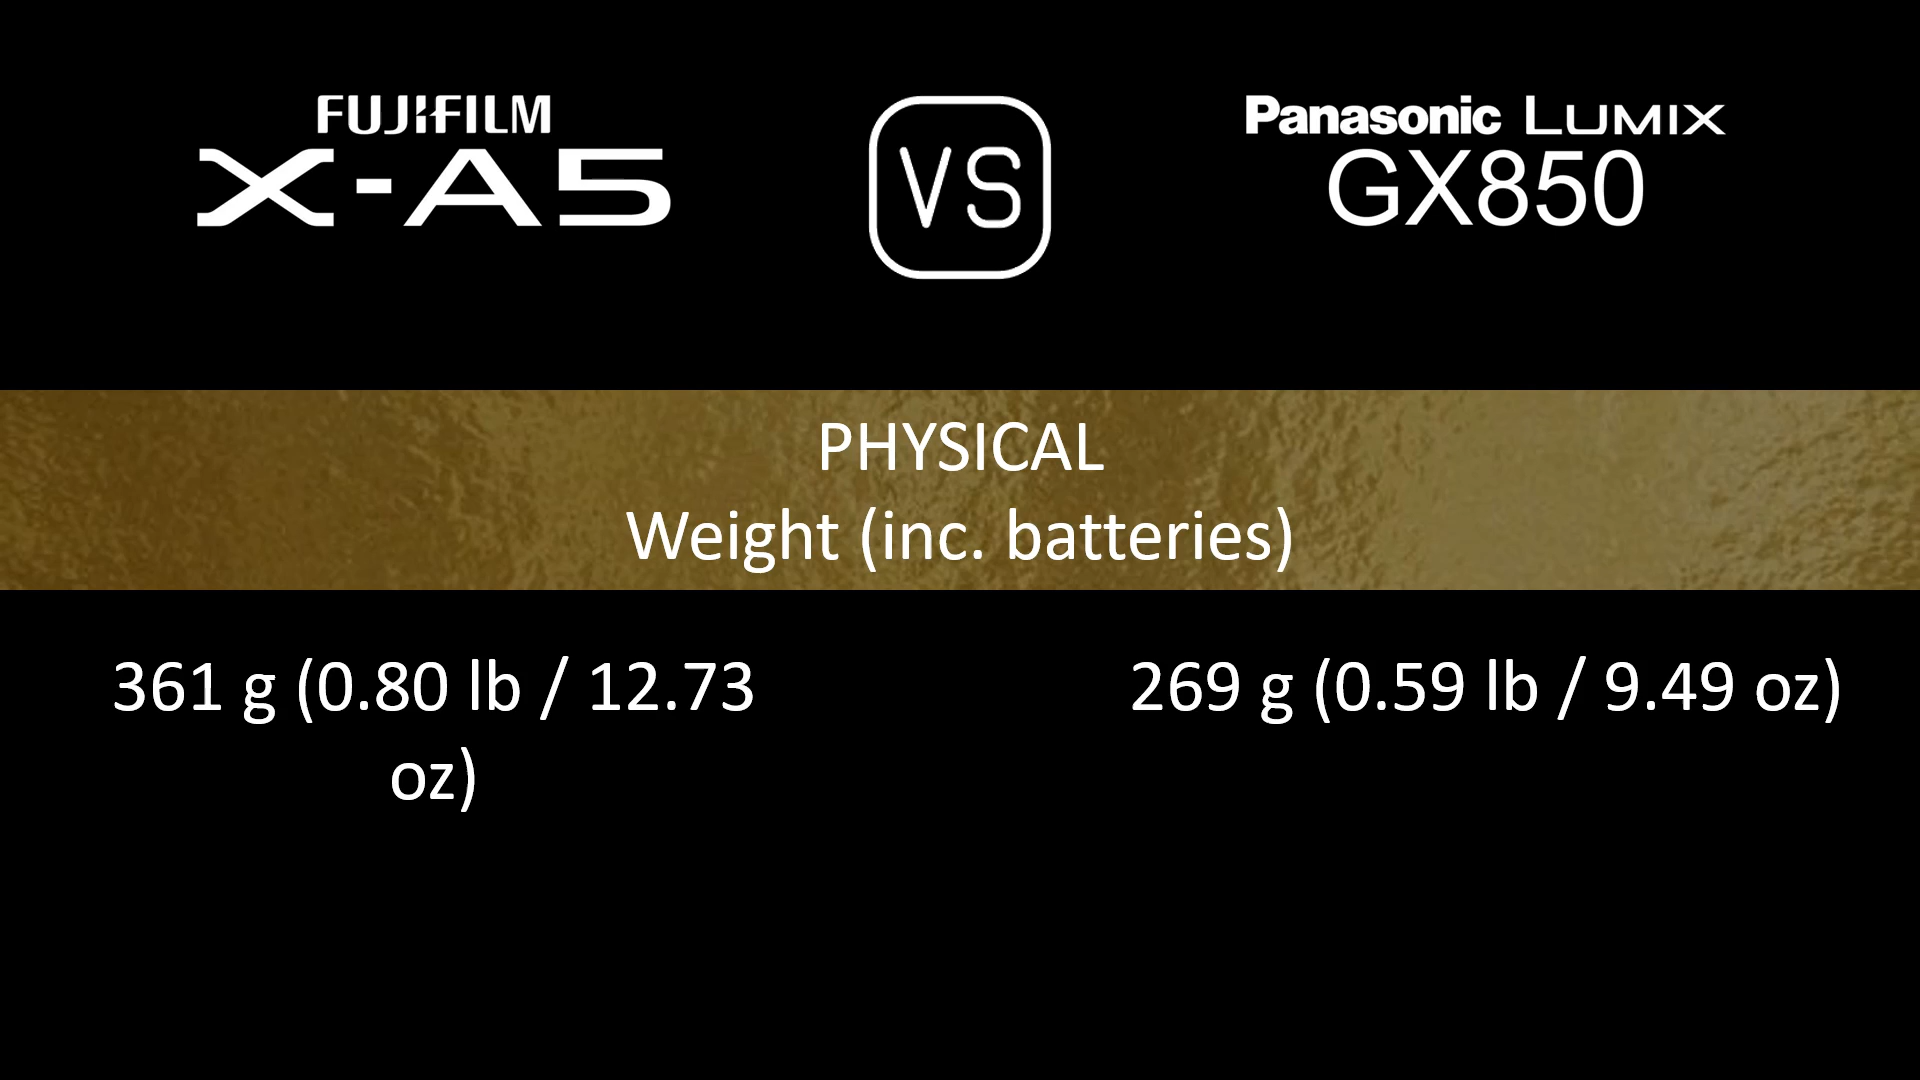 FUJIFILM
X-A5
VS
Panasonic LUMIX
GX850
PHYSICAL
Weight (inc. batteries)
361 g (0.80 lb / 12.73
oz)
269 g (0.59 lb / 9.49 oz)